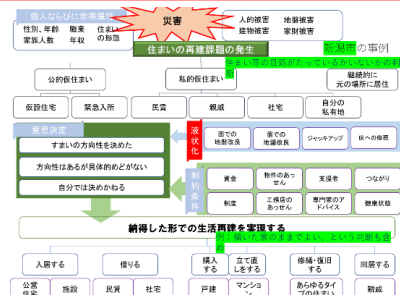 個人ならびに世帯属性
災害
性別、年齢 職業 住まい
家族人数 年収 の形態
人的被害 地盤被害
建物被害 家財被害
住まいの再建課題の発生
新潟市の事例
住まい等の目処がたっているかいないかの判断
公的仮住まい
私的仮住まい
継続的に
元の場所に居住
仮設住宅
緊急入所
民賃
親戚
社宅
自分の
私有地
意思決定
すまいの方向性を決めた
方向性はあるが具体的めどがない
自分では決めかねる
液状化
面での
地盤改良
個での
地盤改良
ジャッキアップ
床への修理
制約条件
資金
物件のあっ
せん
支援者
つながり
制度
工務店の
あっせん
専門家のア
ドバイス
健康状態
納得した形での生活再建を実現する
例：傾いた家のままでよい、という判断も含め
入居する
借りる
購入
する
立て直
しをする
修繕・復旧
する
同居する
公営
住宅
施設
民賃
社宅
戸建
マンショ
ン
あらゆるタイ
プの住まい
親戚